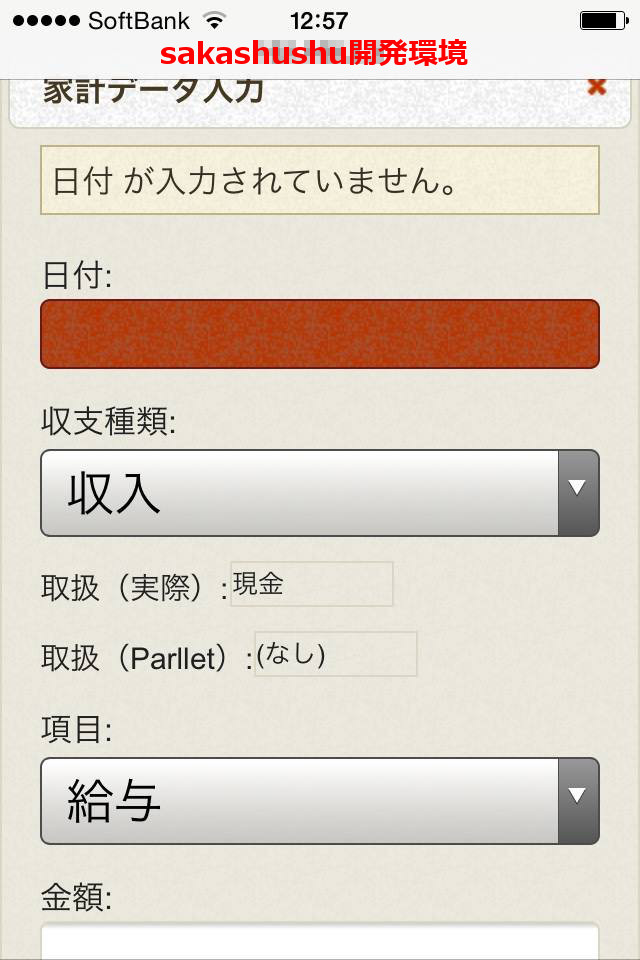 SoftBank 12:57
sakashushu開発環境
家計データ入力
日付 が入力されていません。
日付:
収支種類:
収入
取扱（実際）:現金
取扱（Parllet）:(なし)
項目:
給与
金額: